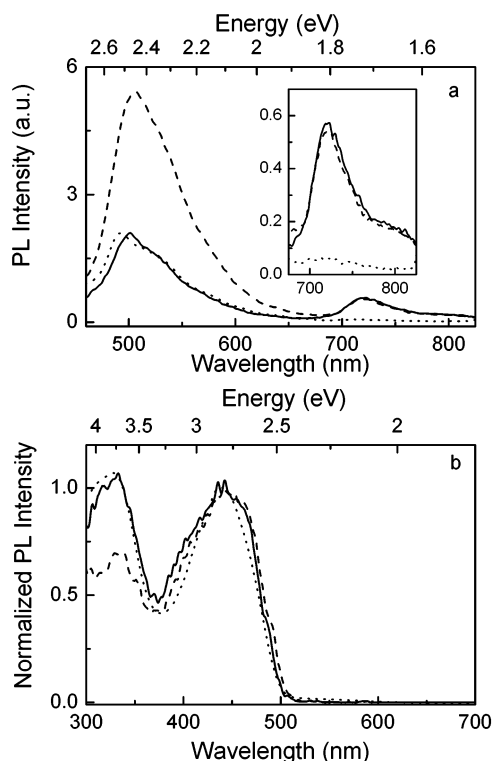 Energy (eV)
2.6 2.4 2.2 2 1.8 1.6
a
PL Intensity (a.u.)
6
3
0
0.6
0.4
0.2
0.0
700 800
500 600 700 800
Wavelength (nm)
Energy (eV)
4 3.5 3 2.5 2
b
Normalized PL Intensity
1.0
0.5
0.0
300 400 500 600 700
Wavelength (nm)